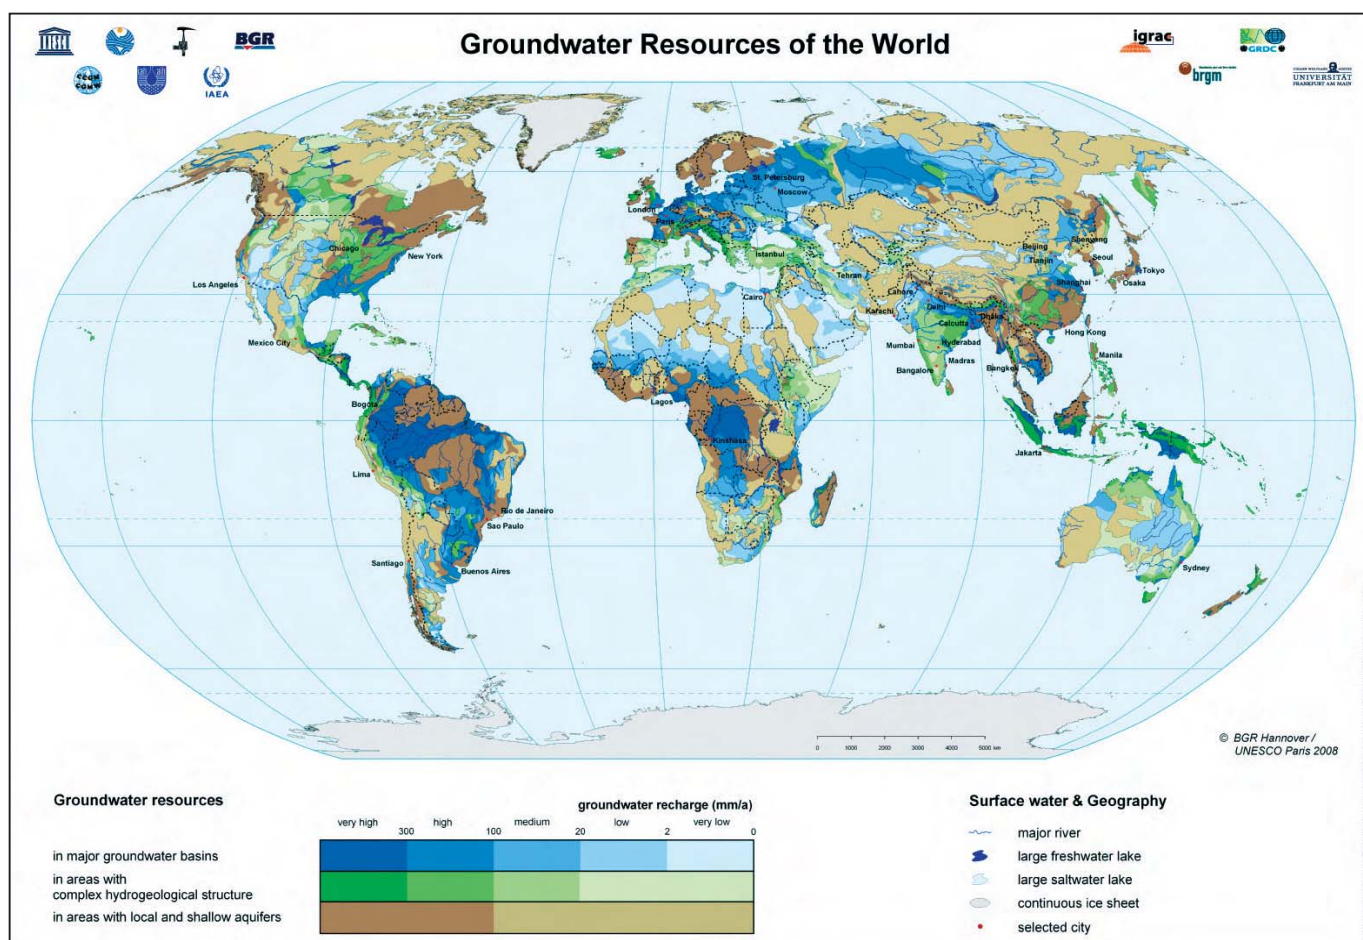 UNESCO
BGR
IAEA
CCGM
CGMW
Groundwater Resources of the World
igrac
GRDC
brgm
UNIVERSITÄT
FRANKFURT AM MAIN
St. Petersburg
Moscow
London
Paris
Chicago
New York
Istanbul
Beijing
Shenyang
Tianjin
Seoul
Los Angeles
Tehran
Tokyo
Cairo
Lahore
Shanghai
Osaka
Karachi
Delhi
Dhaka
Calcutta
Hong Kong
Mexico City
Mumbai
Hyderabad
Madras
Manila
Bangalore
Bangkok
Bogota
Lagos
Kinshasa
Jakarta
Lima
Rio de Janeiro
Sao Paulo
Santiago
Buenos Aires
Sydney
0 1000 2000 3000 4000 5000 km
© BGR Hannover /
UNESCO Paris 2008
Groundwater resources
groundwater recharge (mm/a)
very high high medium low very low
300 100 20 2 0
in major groundwater basins
in areas with
complex hydrogeological structure
in areas with local and shallow aquifers
Surface water & Geography
major river
large freshwater lake
large saltwater lake
continuous ice sheet
selected city